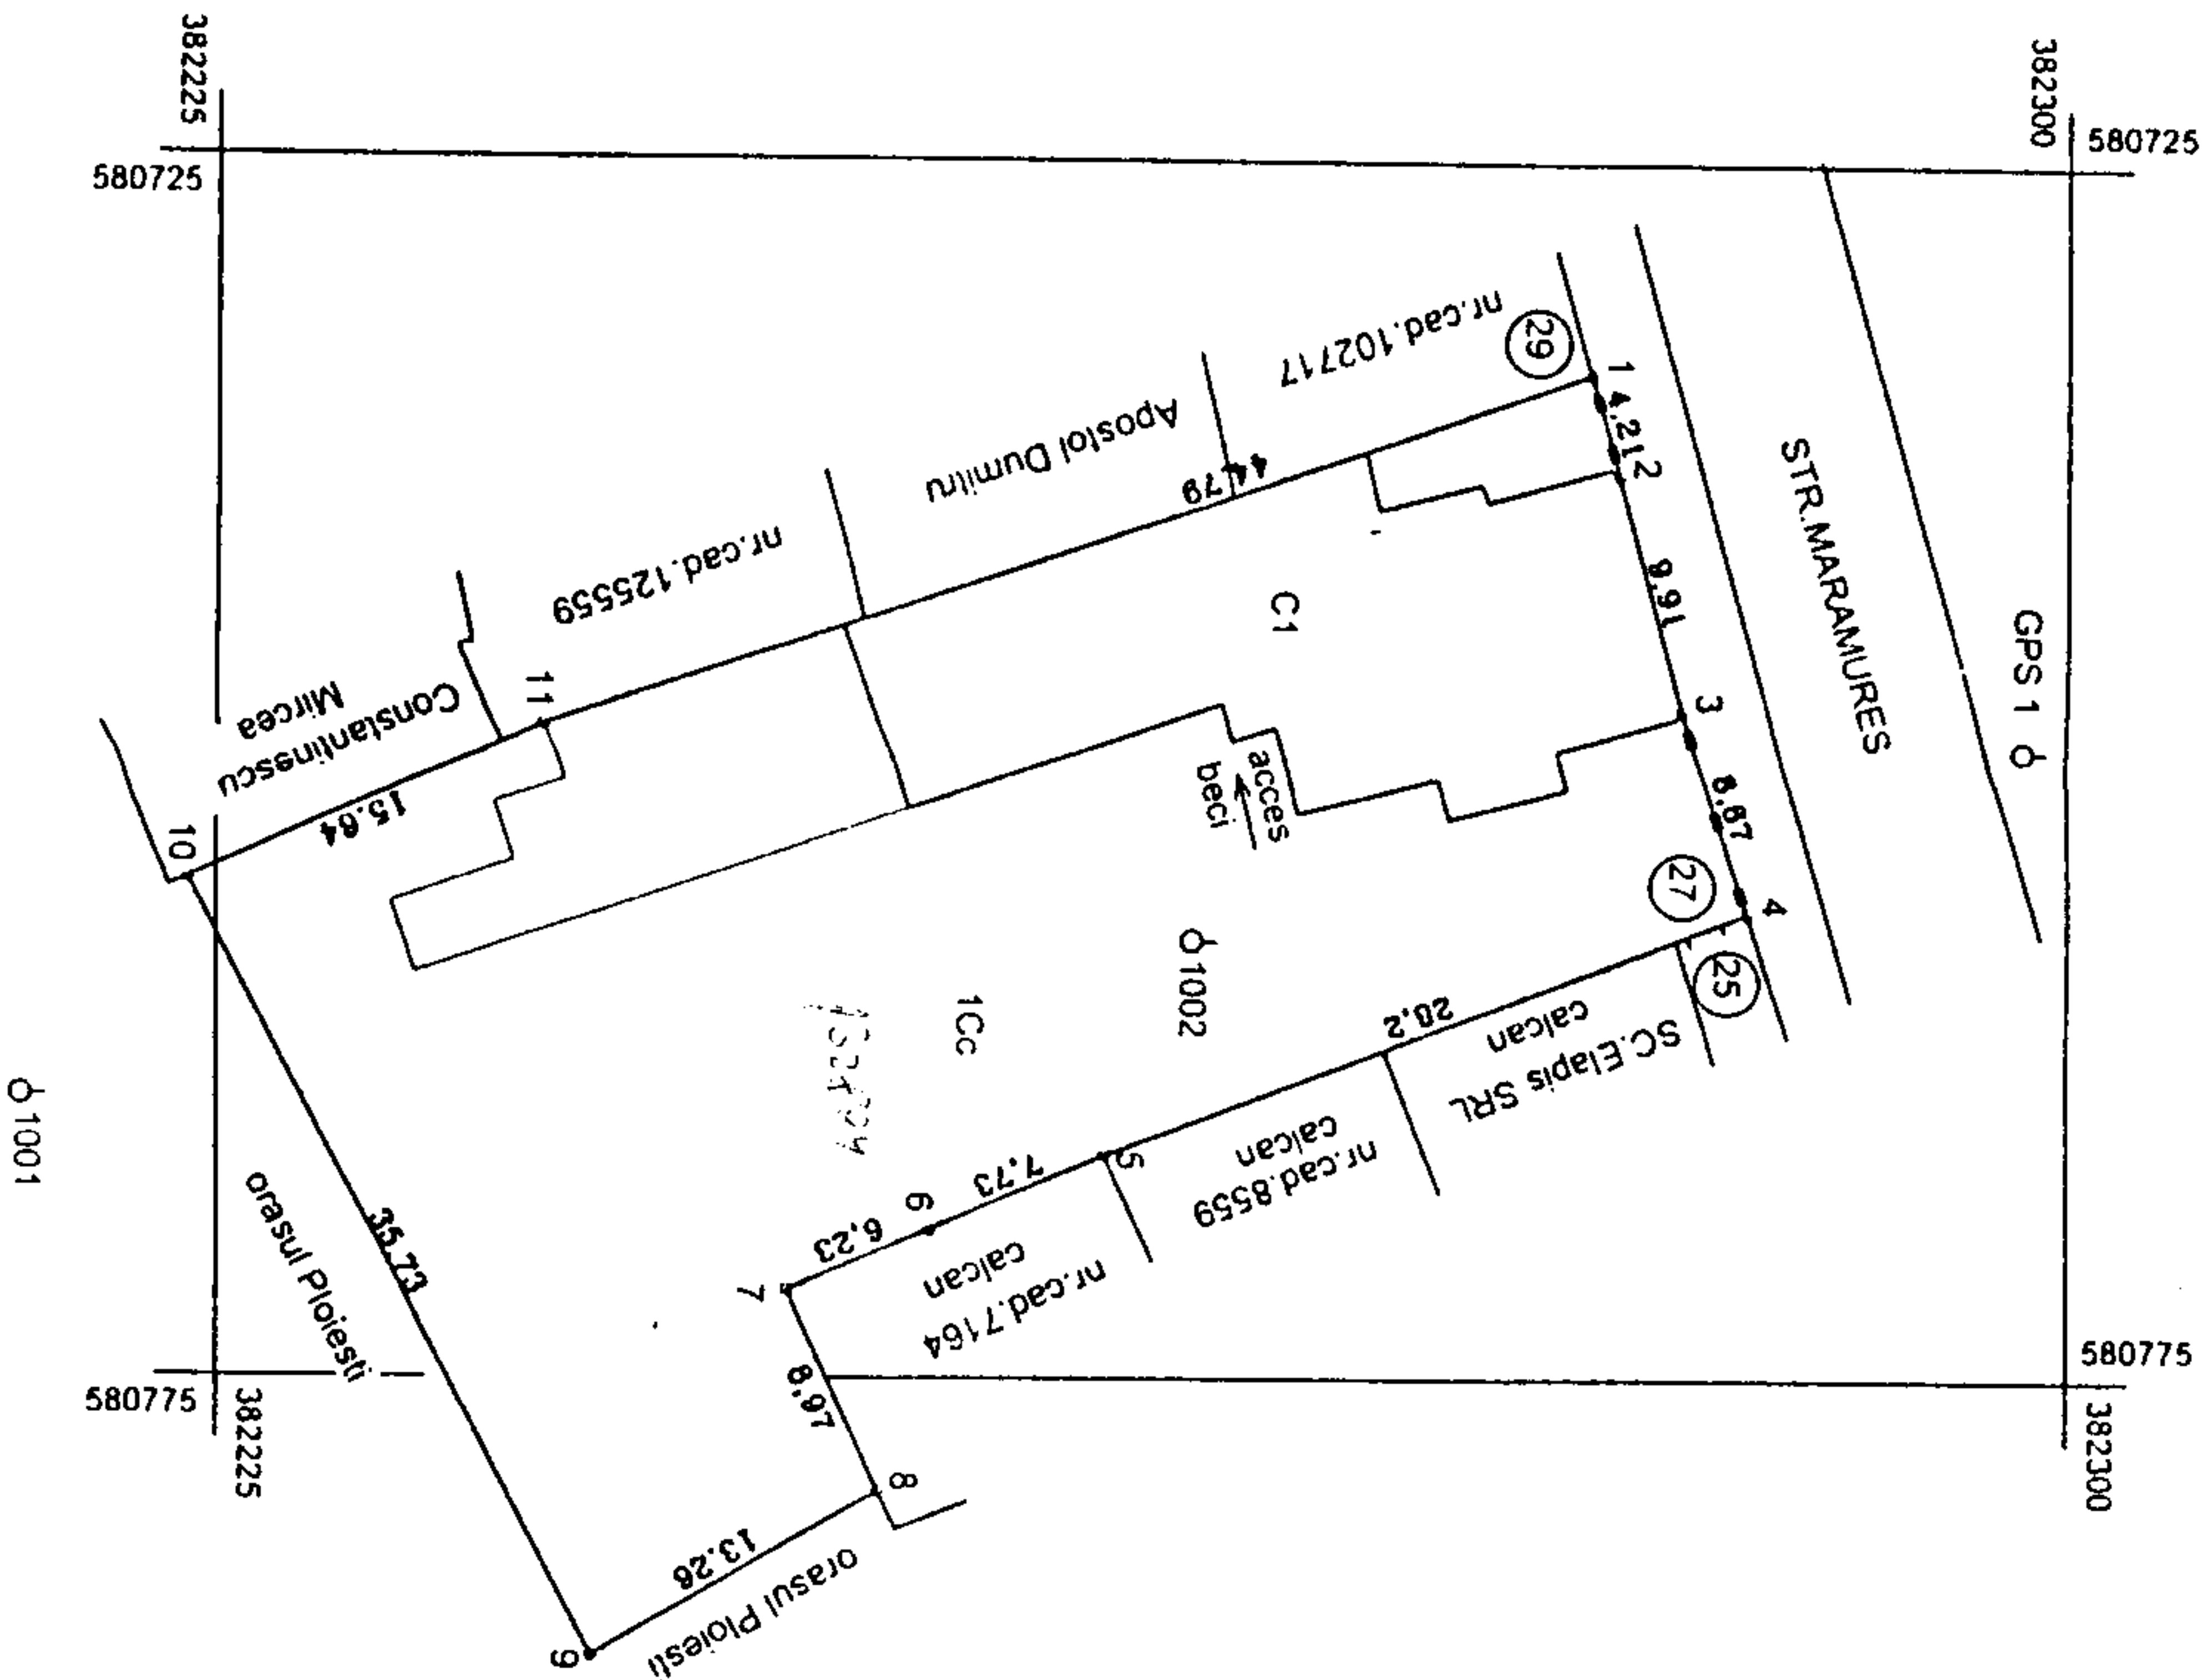 382225
580725
382300
580725
nr.cad.102717
29
1
4.21
2
Apostol Dumitru
44.79
STR.MARAMURES
nr.cad.125559
9.91
C1
GPS 1
Constantinescu
Mircea
11
3
acces
beci
15.64
8.87
10
27
4
25
1002
1Cc
28.2
SC.Elapis SRL
calcan
5
nr.cad.8559
calcan
7.73
6
6.23
nr.cad.7164
calcan
7
1001
orasul Ploiesti
35.73
8.97
580775
382225
580775
382300
8
13.26
orasul Ploiesti
9